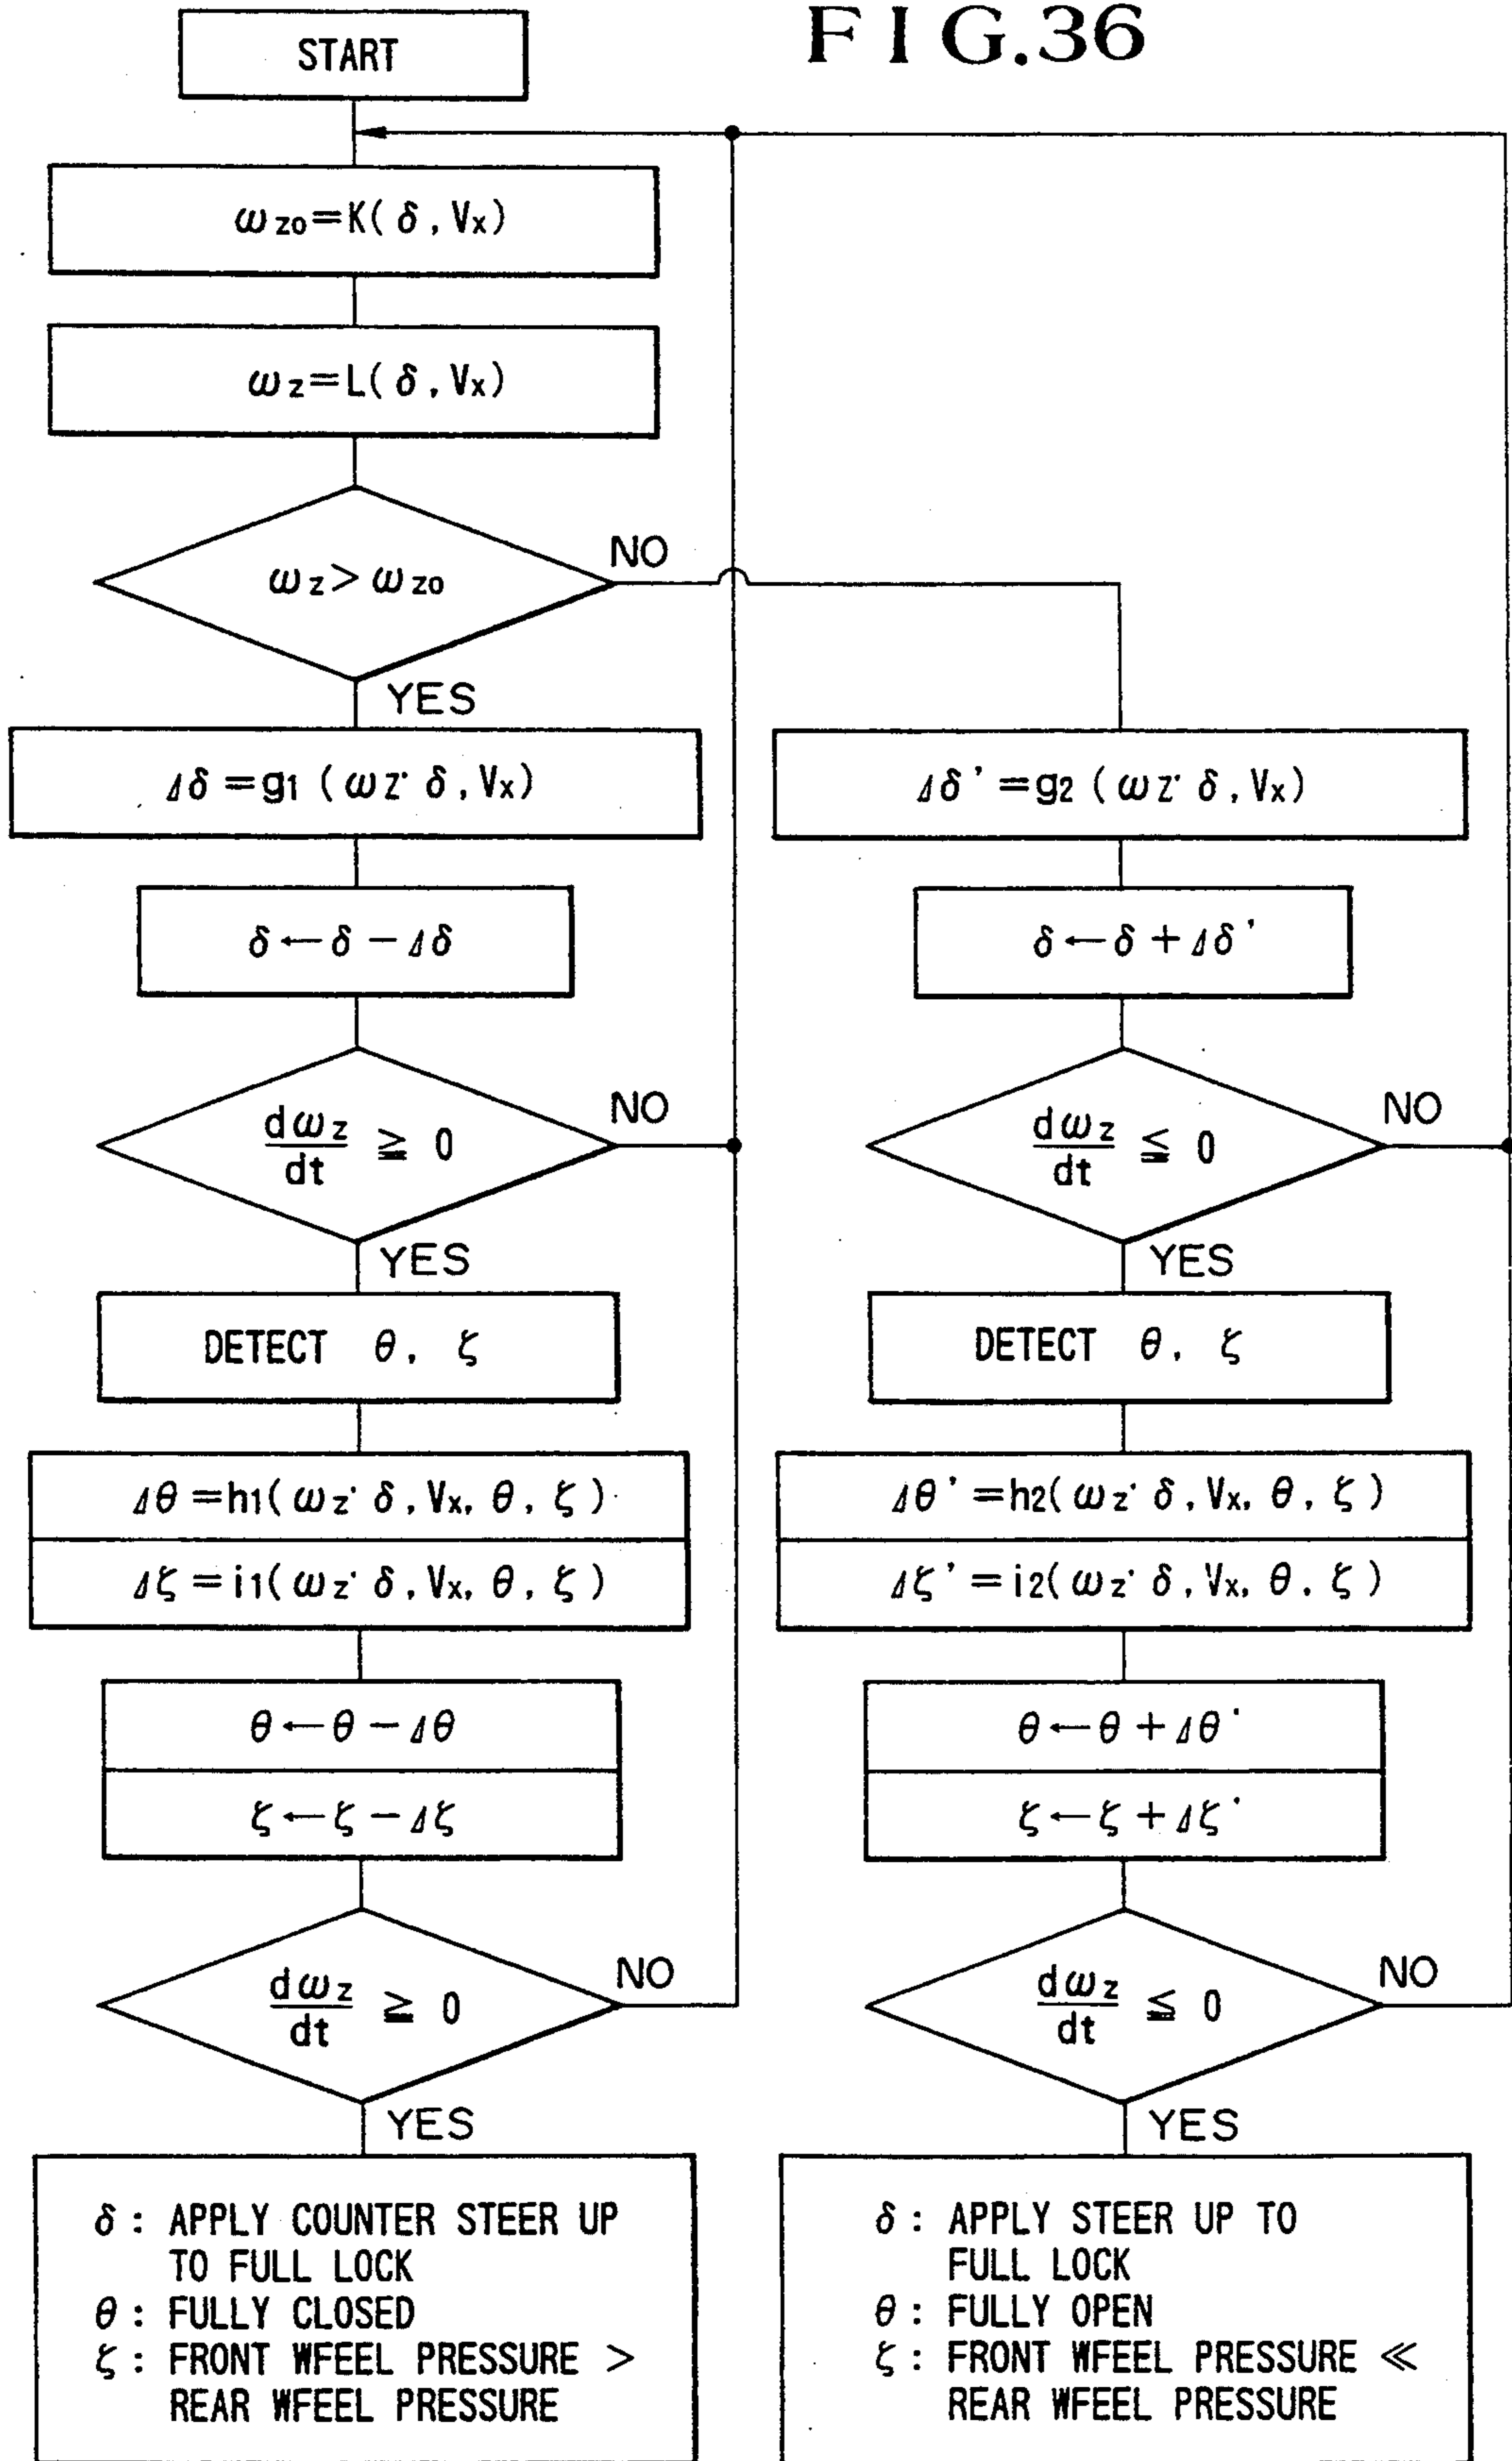 FIG.36
START
ωzo=K(δ,Vx)
ωz=L(δ,Vx)
ωz>ωzo
NO
YES
Δδ=g1(ωz·δ,Vx)
δ←δ-Δδ
dωz/dt ≧ 0
NO
YES
DETECT θ, ζ
Δθ=h1(ωz·δ,Vx,θ,ζ)
Δζ=i1(ωz·δ,Vx,θ,ζ)
θ←θ-Δθ
ζ←ζ-Δζ
dωz/dt ≧ 0
NO
YES
δ: APPLY COUNTER STEER UP
TO FULL LOCK
θ: FULLY CLOSED
ζ: FRONT WFEEL PRESSURE >
REAR WFEEL PRESSURE
Δδ'=g2(ωz·δ,Vx)
δ←δ+Δδ'
dωz/dt ≦ 0
NO
YES
DETECT θ, ζ
Δθ'=h2(ωz·δ,Vx,θ,ζ)
Δζ'=i2(ωz·δ,Vx,θ,ζ)
θ←θ+Δθ'
ζ←ζ+Δζ'
dωz/dt ≦ 0
NO
YES
δ: APPLY STEER UP TO
FULL LOCK
θ: FULLY OPEN
ζ: FRONT WFEEL PRESSURE ≪
REAR WFEEL PRESSURE